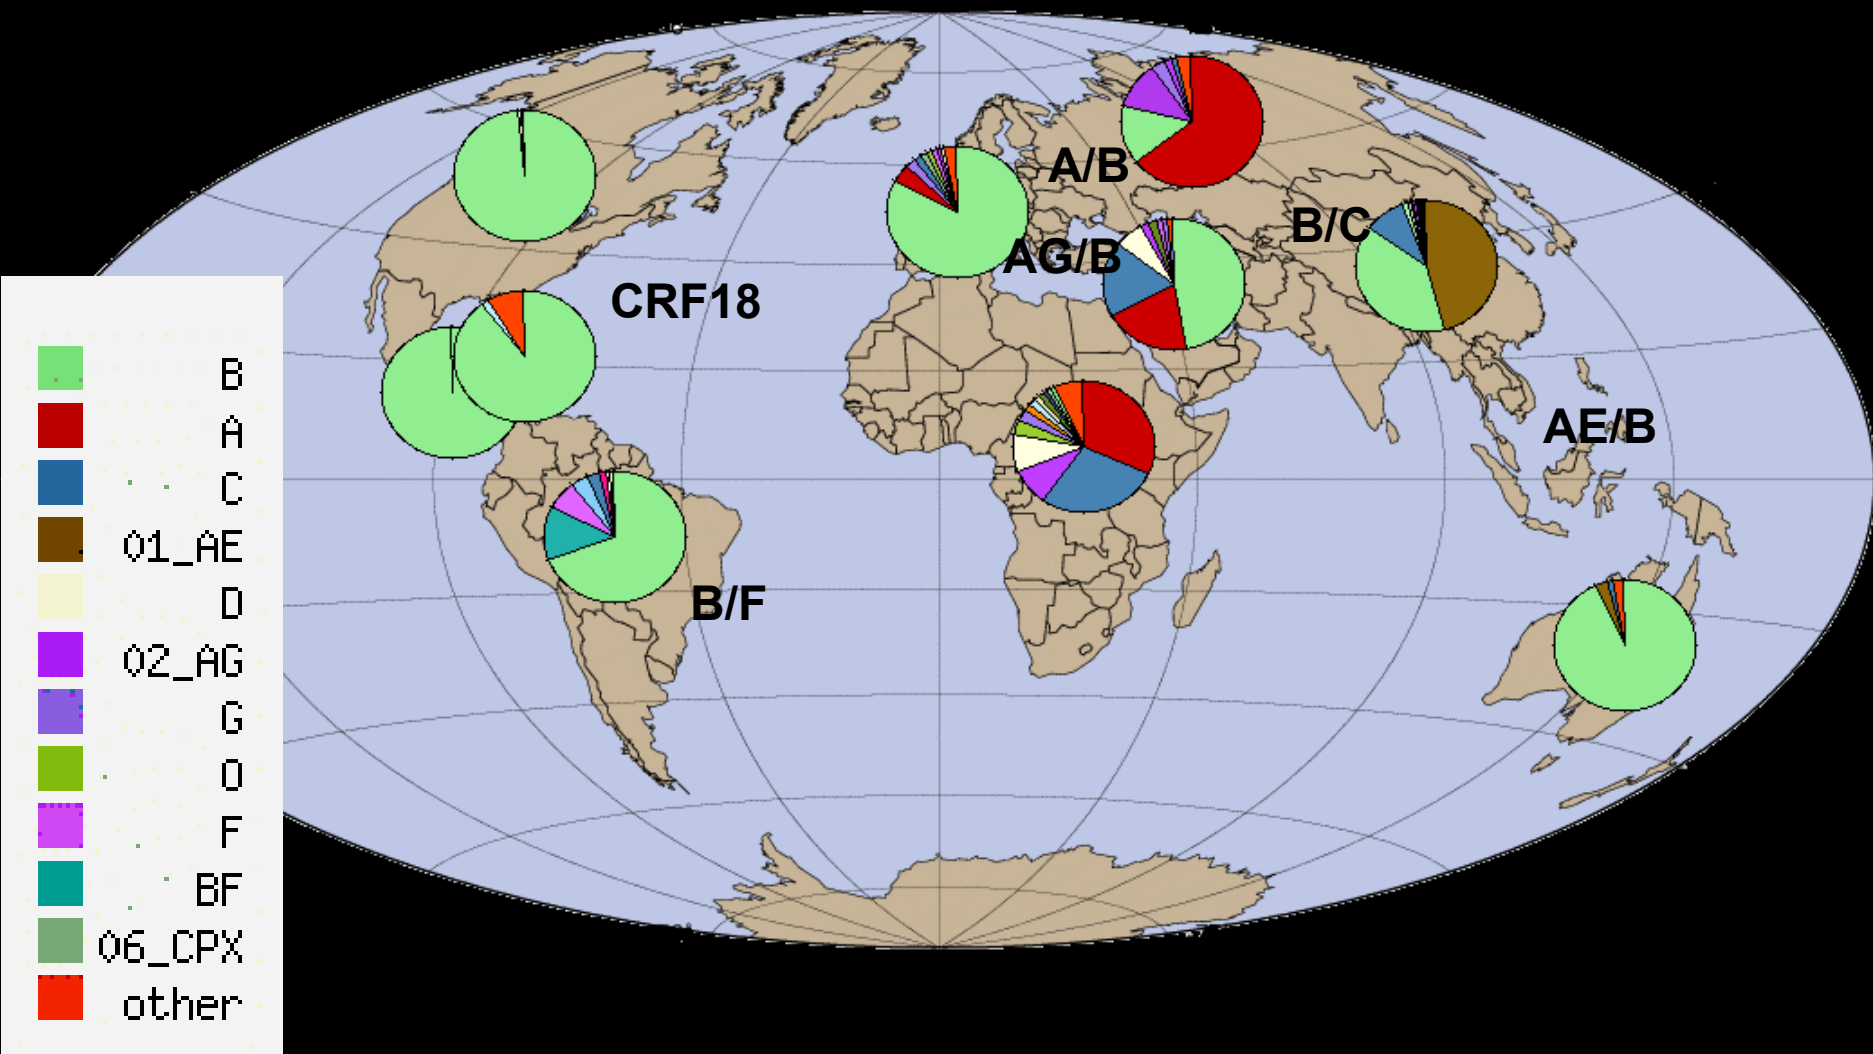 A/B
B/C
AG/B
CRF18
AE/B
B/F
B
A
C
01_AE
D
02_AG
G
O
F
BF
06_CPX
other